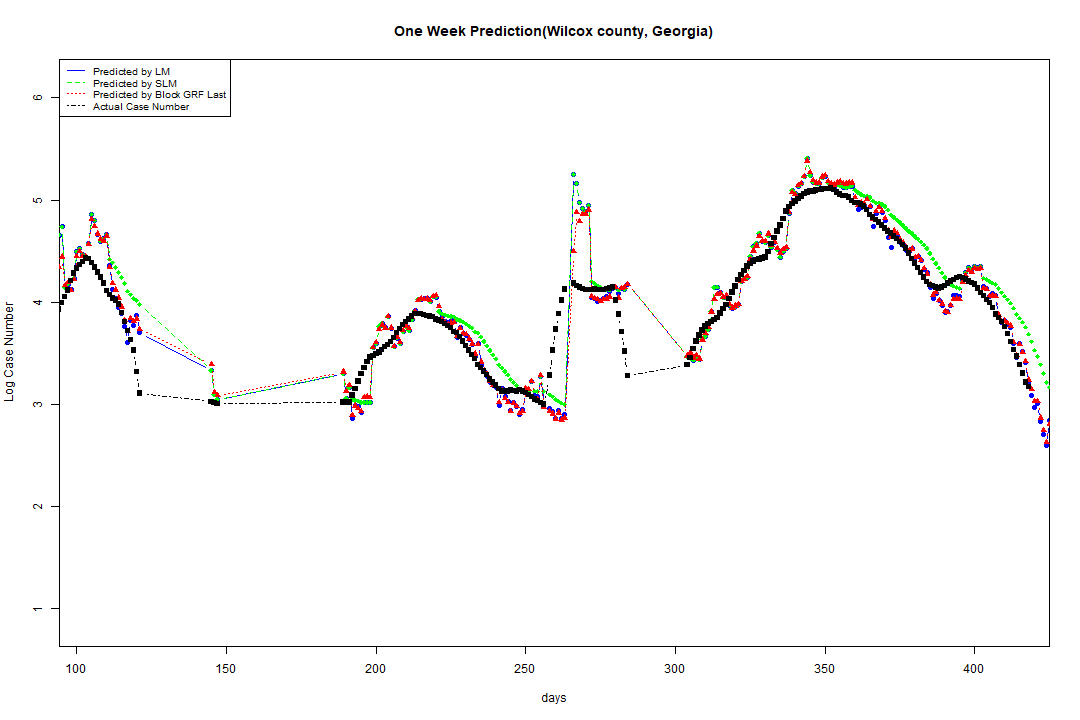 One Week Prediction(Wilcox county, Georgia)
Predicted by LM
Predicted by SLM
Predicted by Block GRF Last
Actual Case Number
Log Case Number
6
5
4
3
2
1
100 150 200 250 300 350 400
days